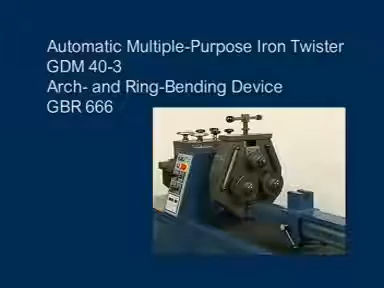 Automatic Multiple-Purpose Iron Twister
GDM 40-3
Arch- and Ring-Bending Device
GBR 666